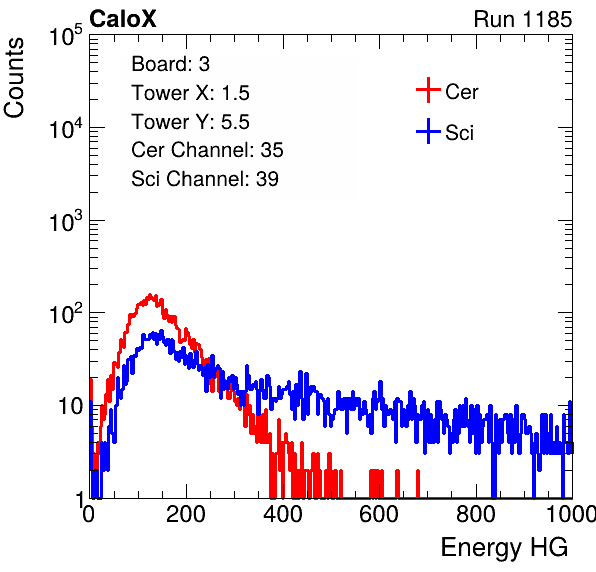 CaloX Run 1185
Counts
Board: 3
Tower X: 1.5
Tower Y: 5.5
Cer Channel: 35
Sci Channel: 39
Cer
Sci
10^5
10^4
10^3
10^2
10
1
0 200 400 600 800 1000
Energy HG